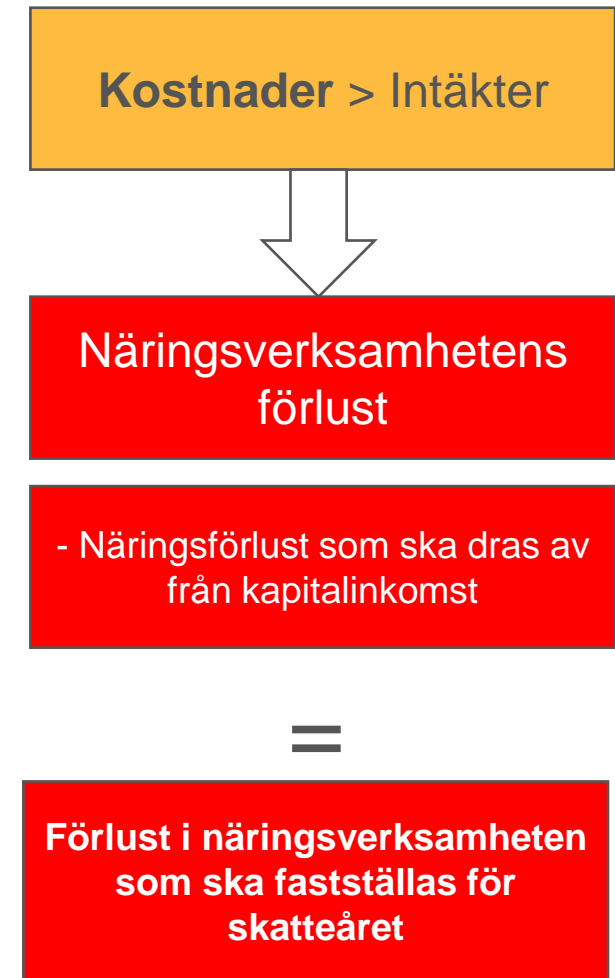 Kostnader > Intäkter
Näringsverksamhetens
förlust
- Näringsförlust som ska dras av
från kapitalinkomst
=
Förlust i näringsverksamheten
som ska fastställas för
skatteåret